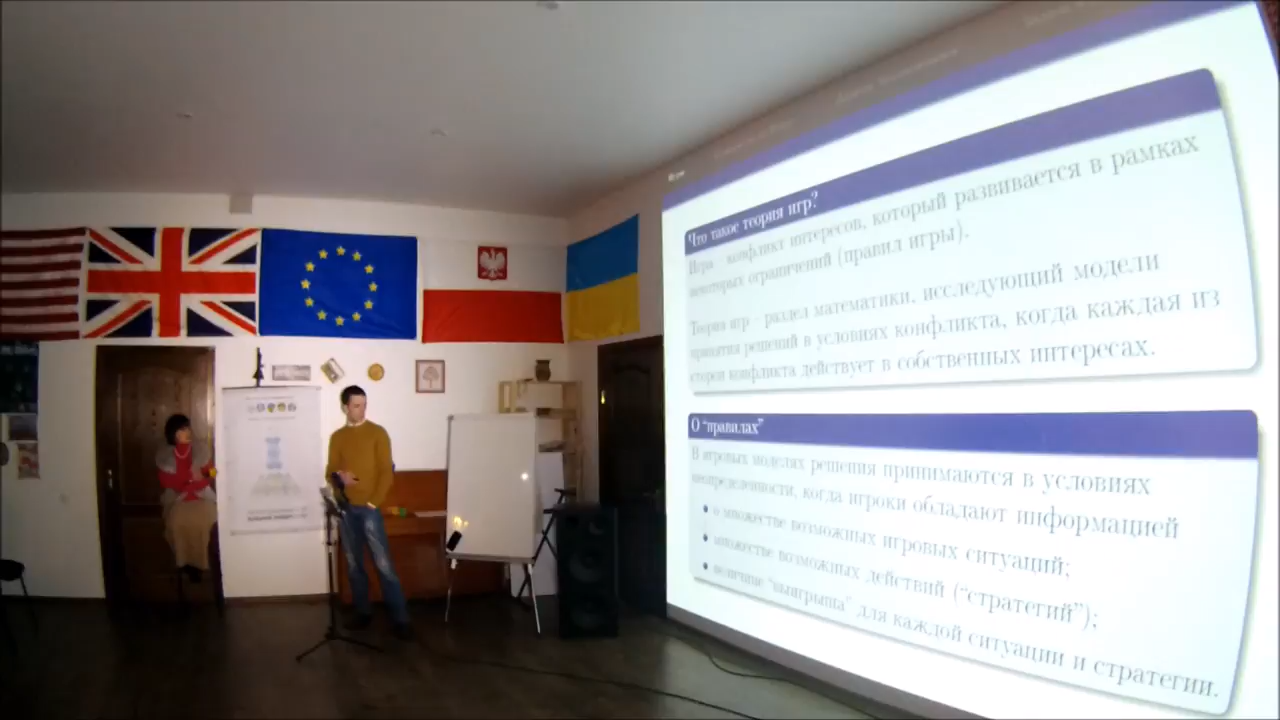 Что такое теория игр?
Игра – конфликт интересов, который развивается в рамках
некоторых ограничений (правил игры).
Теория игр – раздел математики, исследующий модели
принятия решений в условиях конфликта, когда каждая из
сторон конфликта действует в собственных интересах.
О "правилах"
В игровых моделях решения принимаются в условиях
неопределенности, когда игроки обладают информацией
• о множестве возможных игровых ситуаций;
• множестве возможных действий ("стратегий");
• величине "выигрыша" для каждой ситуации и стратегии.